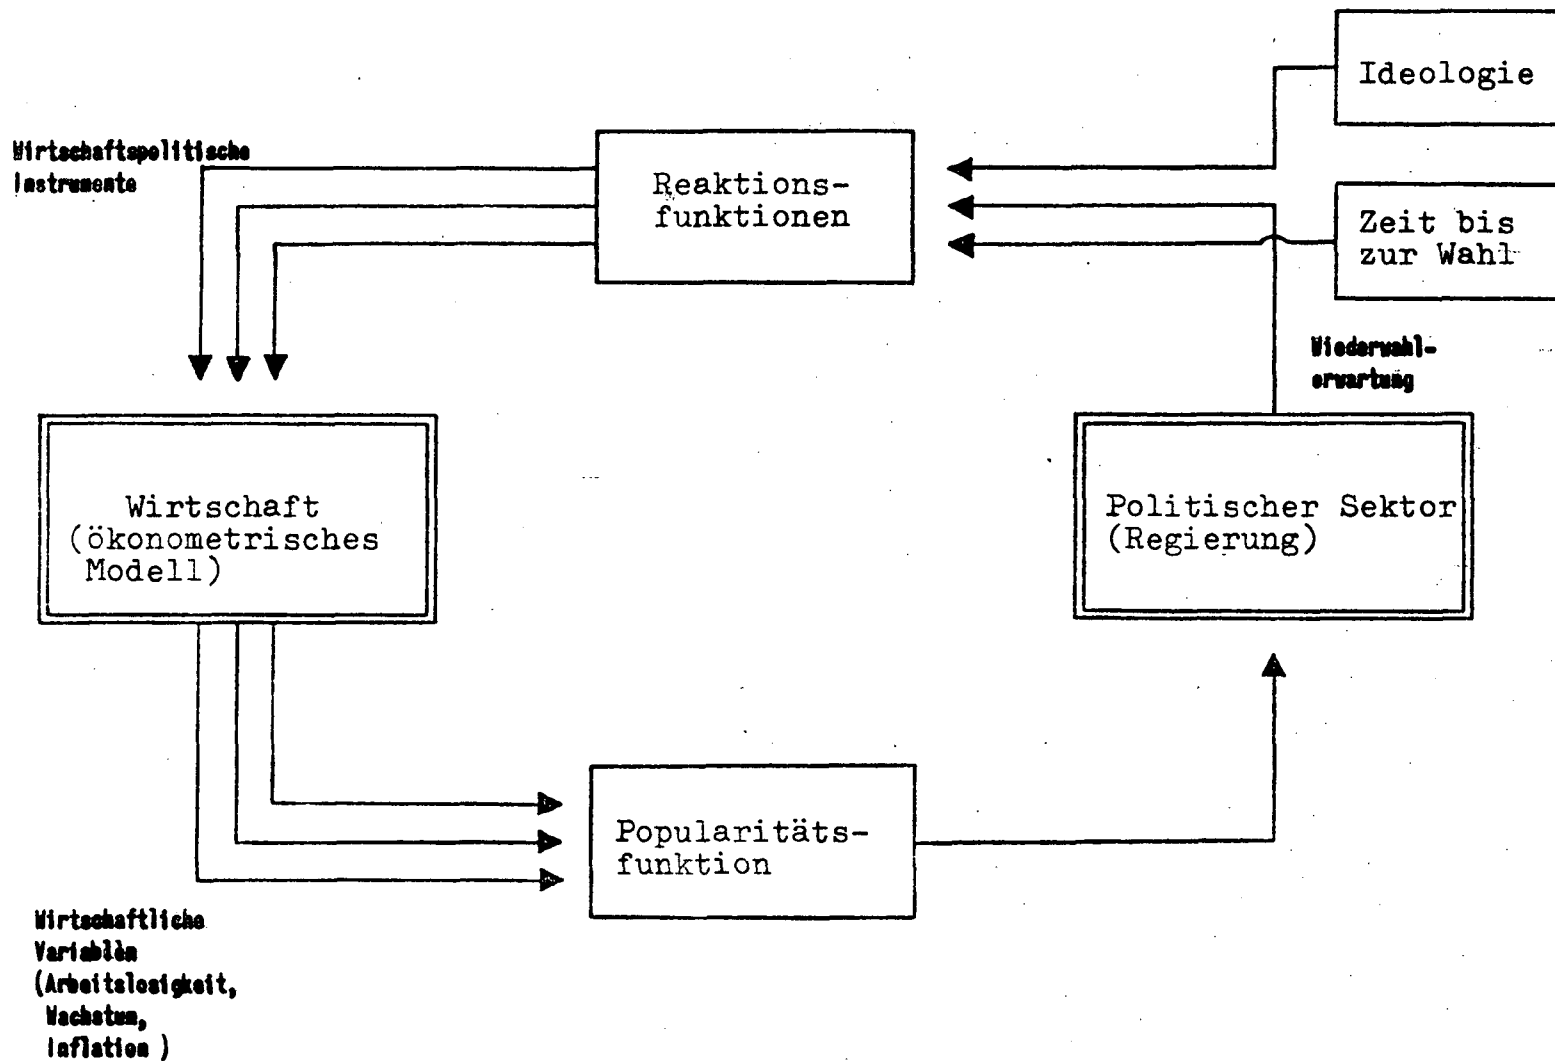 Ideologie
Wirtschaftspolitische
Instrumente
Reaktions-
funktionen
Zeit bis
zur Wahl
Wiederwahl-
erwartung
Wirtschaft
(ökonometrisches
Modell)
Politischer Sektor
(Regierung)
Popularitäts-
funktion
Wirtschaftliche
Variablen
(Arbeitslosigkeit,
Wachstum,
Inflation )